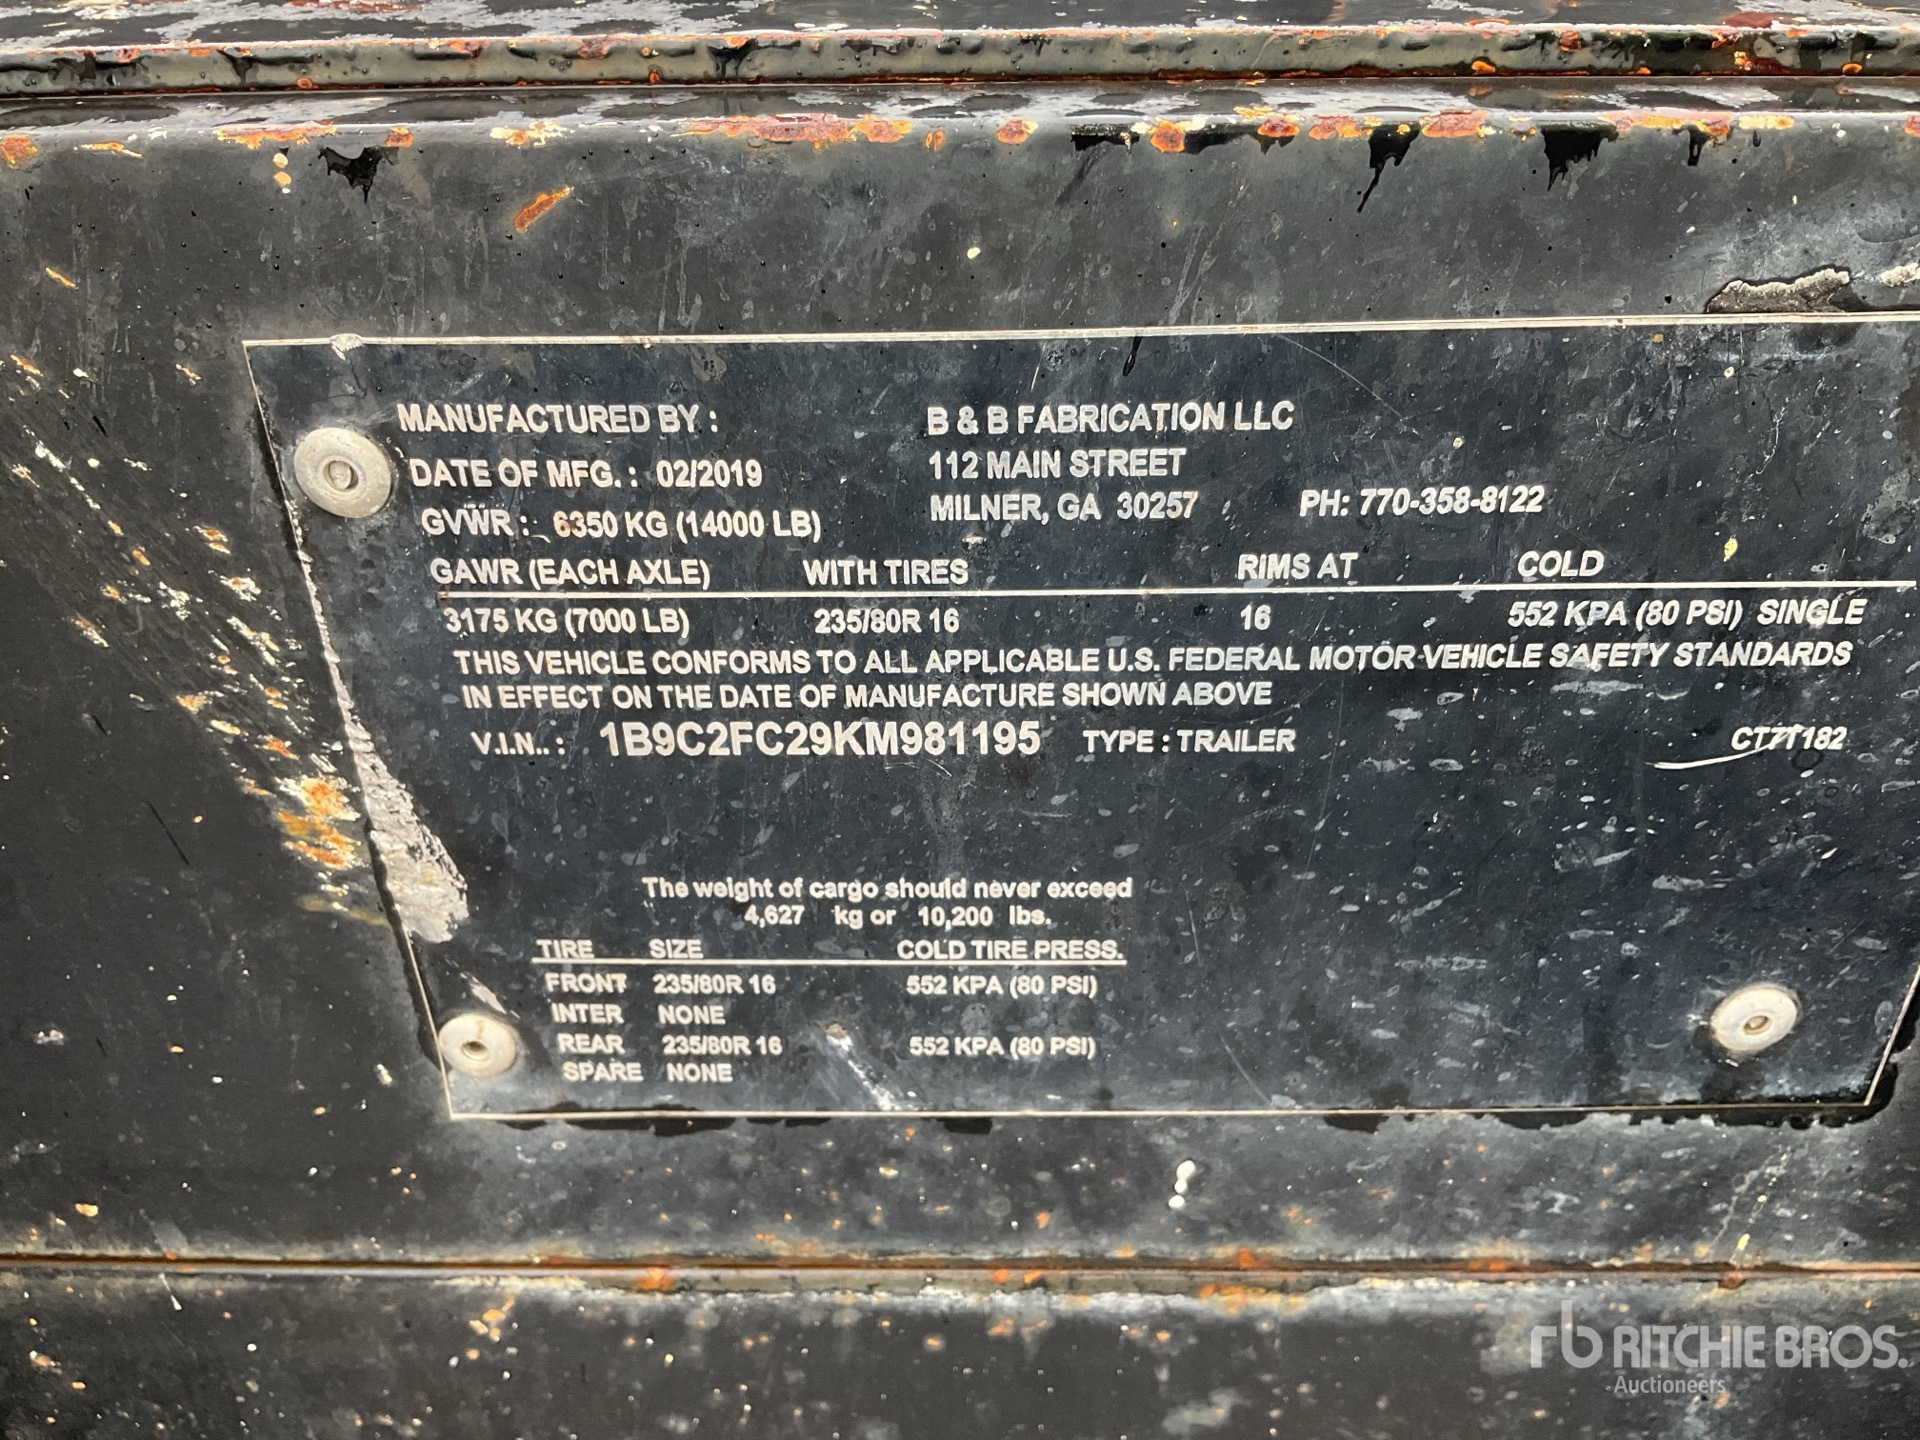 MANUFACTURED BY : B & B FABRICATION LLC
112 MAIN STREET
DATE OF MFG. : 02/2019
MILNER, GA 30257 PH: 770-358-8122
GVWR : 6350 KG (14000 LB)
GAWR (EACH AXLE) WITH TIRES RIMS AT COLD
3175 KG (7000 LB) 235/80R 16 16 552 KPA (80 PSI) SINGLE
THIS VEHICLE CONFORMS TO ALL APPLICABLE U.S. FEDERAL MOTOR VEHICLE SAFETY STANDARDS
IN EFFECT ON THE DATE OF MANUFACTURE SHOWN ABOVE
V.I.N.. : 1B9C2FC29KM981195 TYPE : TRAILER CT7T182
The weight of cargo should never exceed
4,627 kg or 10,200 lbs.
TIRE SIZE COLD TIRE PRESS.
FRONT 235/80R 16 552 KPA (80 PSI)
INTER NONE
REAR 235/80R 16 552 KPA (80 PSI)
SPARE NONE
rb RITCHIE BROS.
Auctioneers